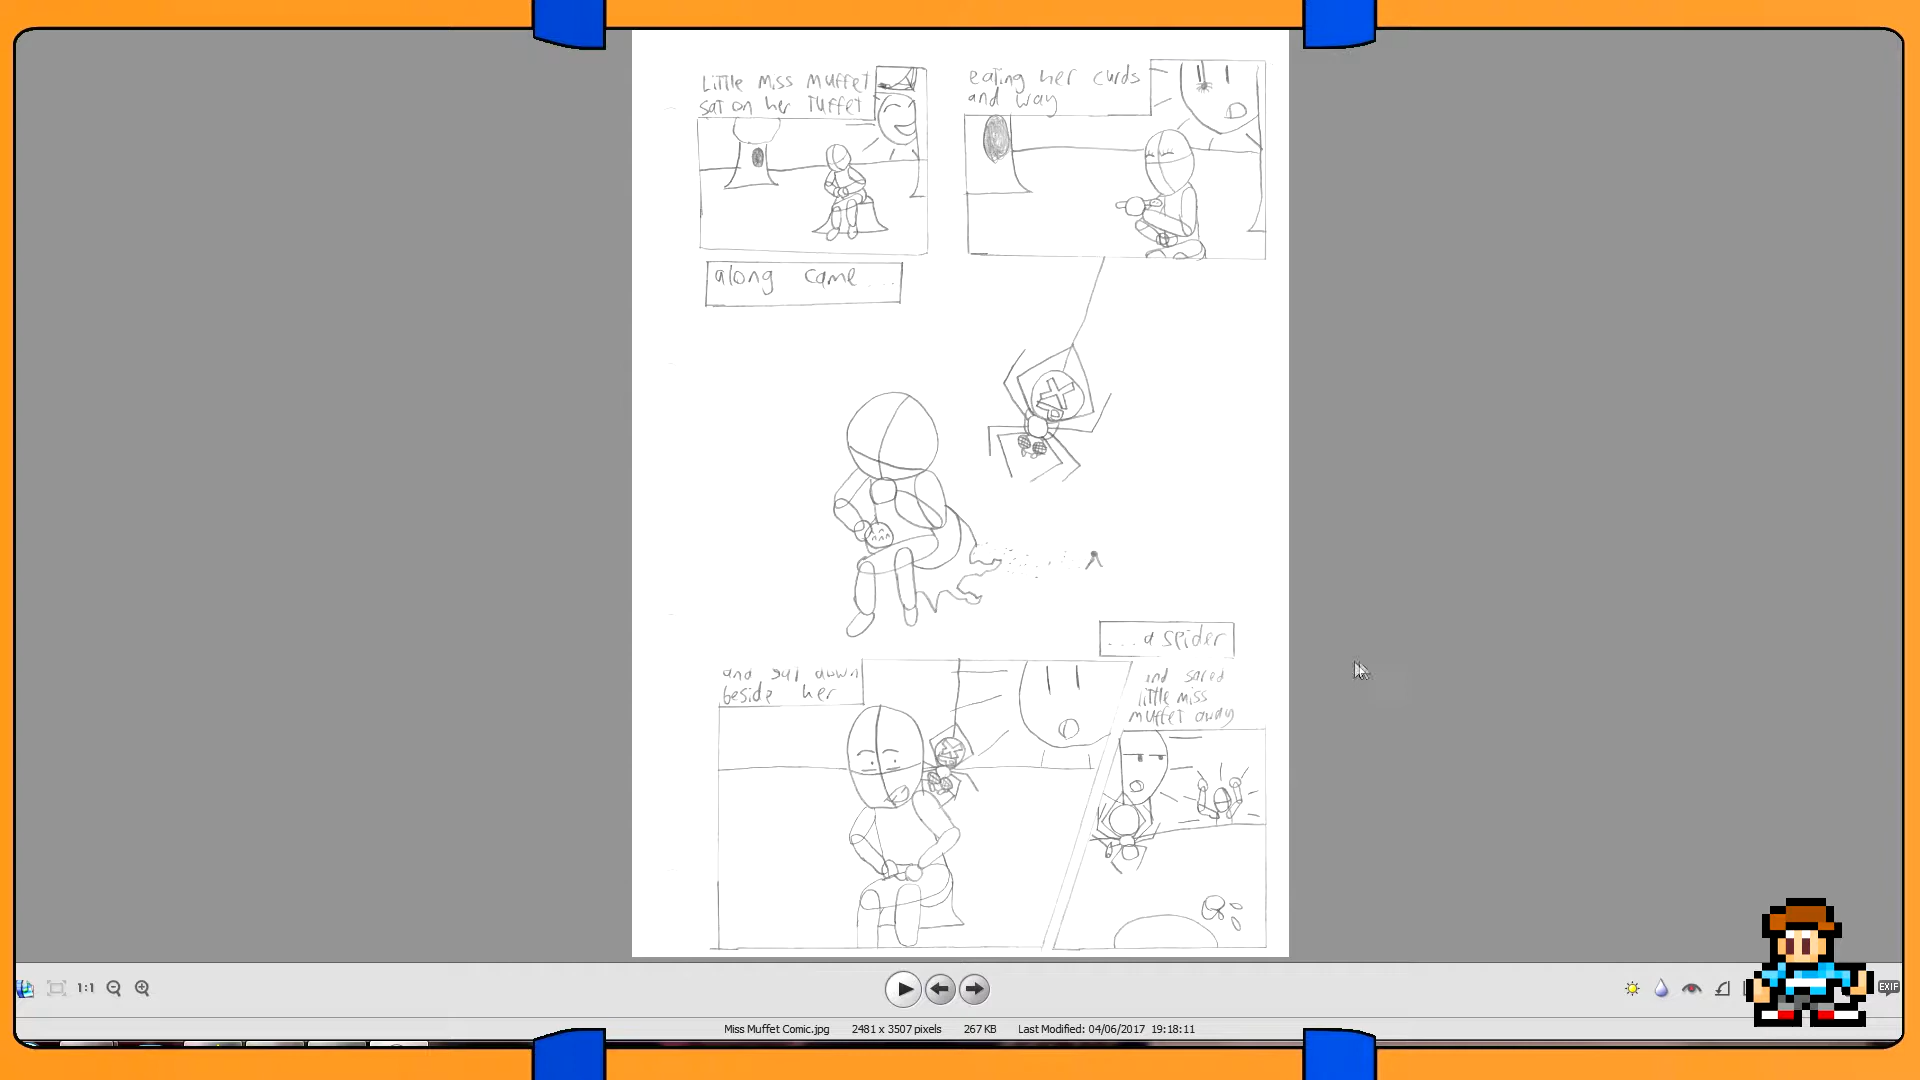 Little Miss Muffet
sat on her Tuffet
eating her curds
and way
along came ....
.... a spider
and sat down
beside her
and scared
little miss
muffet away
1:1
EXIF
Miss Muffet Comic.jpg 2481 x 3507 pixels 267 KB Last Modified: 04/06/2017 19:18:11